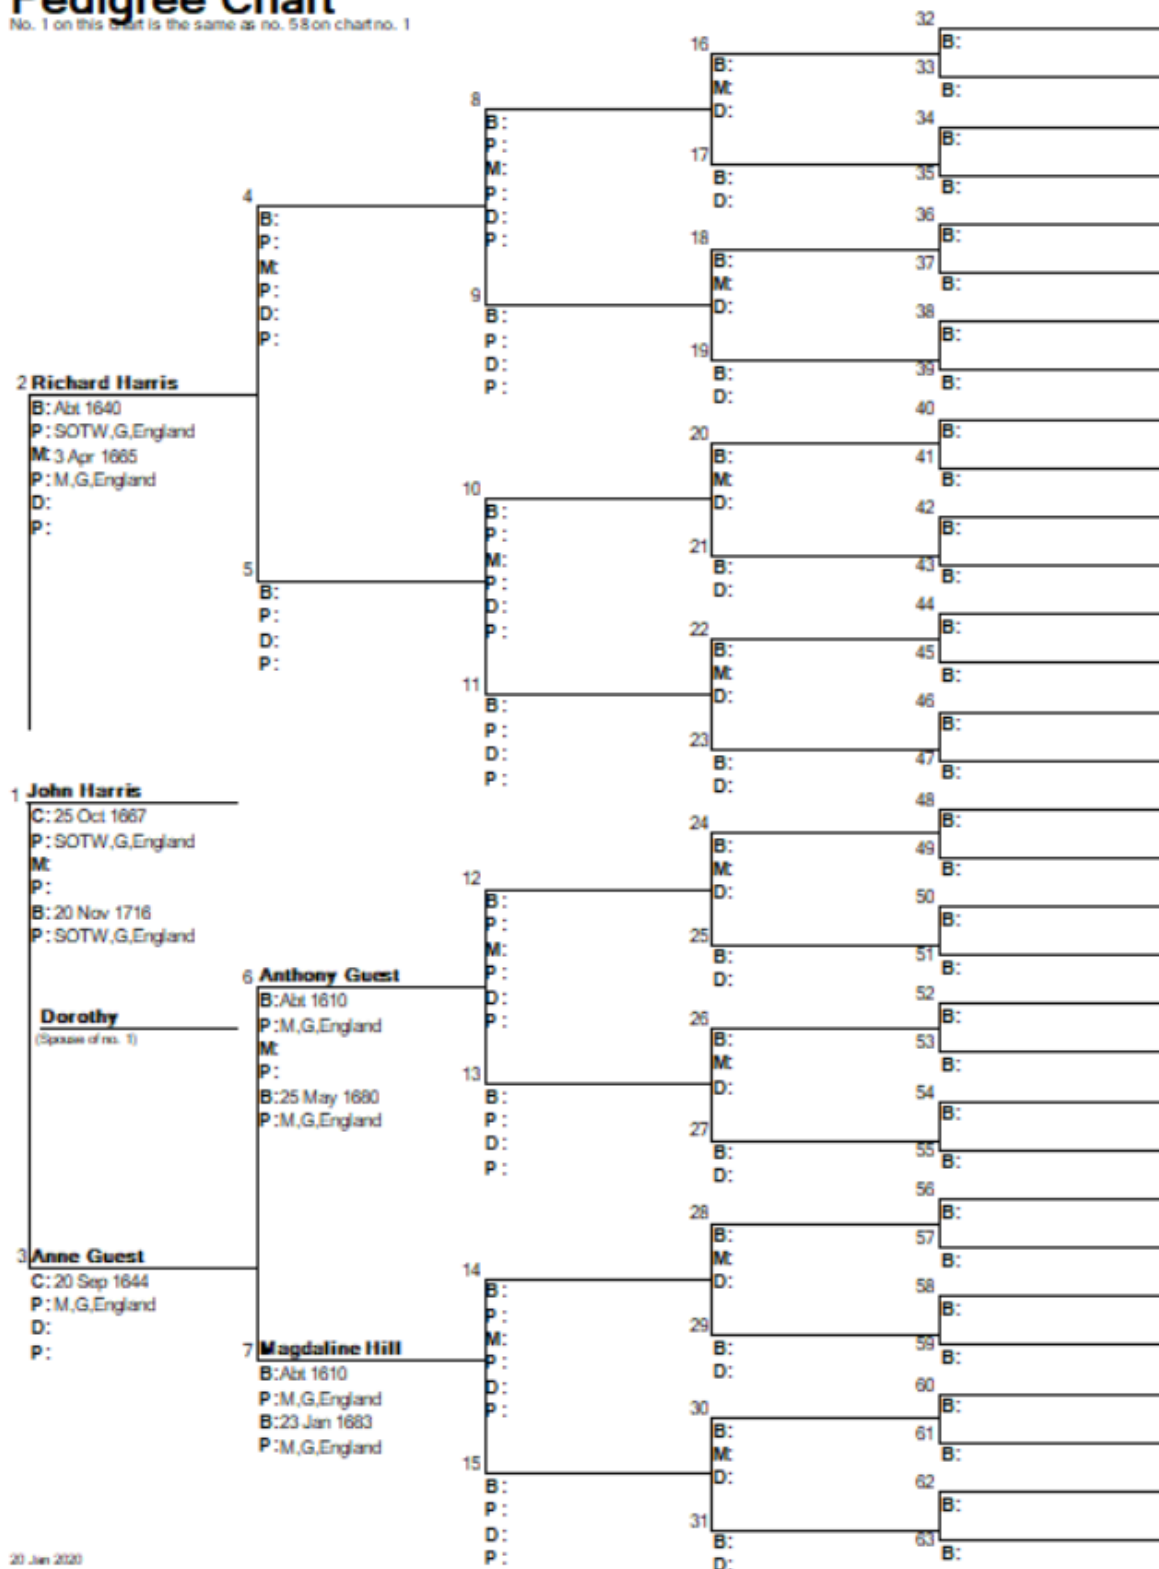 Pedigree Chart
No. 1 on this chart is the same as no. 58 on chart no. 1
2 Richard Harris
B: Abt 1640
P: SOTW,G,England
M: 3 Apr 1665
P: M,G,England
D:
P:
1 John Harris
C: 25 Oct 1667
P: SOTW,G,England
M:
P:
B: 20 Nov 1716
P: SOTW,G,England
Dorothy
(Spouse of no. 1)
3 Anne Guest
C: 20 Sep 1644
P: M,G,England
D:
P:
4
B:
P:
M:
P:
D:
P:
5
B:
P:
D:
P:
6 Anthony Guest
B: Abt 1610
P: M,G,England
M:
P:
B: 25 May 1680
P: M,G,England
7 Magdaline Hill
B: Abt 1610
P: M,G,England
B: 23 Jan 1683
P: M,G,England
8
B:
P:
M:
P:
D:
P:
9
B:
P:
D:
P:
10
B:
P:
M:
P:
D:
P:
11
B:
P:
D:
P:
12
B:
P:
M:
P:
D:
P:
13
B:
P:
D:
P:
14
B:
P:
M:
P:
D:
P:
15
B:
P:
D:
P:
16
B:
M:
D:
17
B:
D:
18
B:
M:
D:
19
B:
D:
20
B:
M:
D:
21
B:
D:
22
B:
M:
D:
23
B:
D:
24
B:
M:
D:
25
B:
D:
26
B:
M:
D:
27
B:
D:
28
B:
M:
D:
29
B:
D:
30
B:
M:
D:
31
B:
D:
32
B:
33
B:
34
B:
35
B:
36
B:
37
B:
38
B:
39
B:
40
B:
41
B:
42
B:
43
B:
44
B:
45
B:
46
B:
47
B:
48
B:
49
B:
50
B:
51
B:
52
B:
53
B:
54
B:
55
B:
56
B:
57
B:
58
B:
59
B:
60
B:
61
B:
62
B:
63
B:
20 Jan 2020